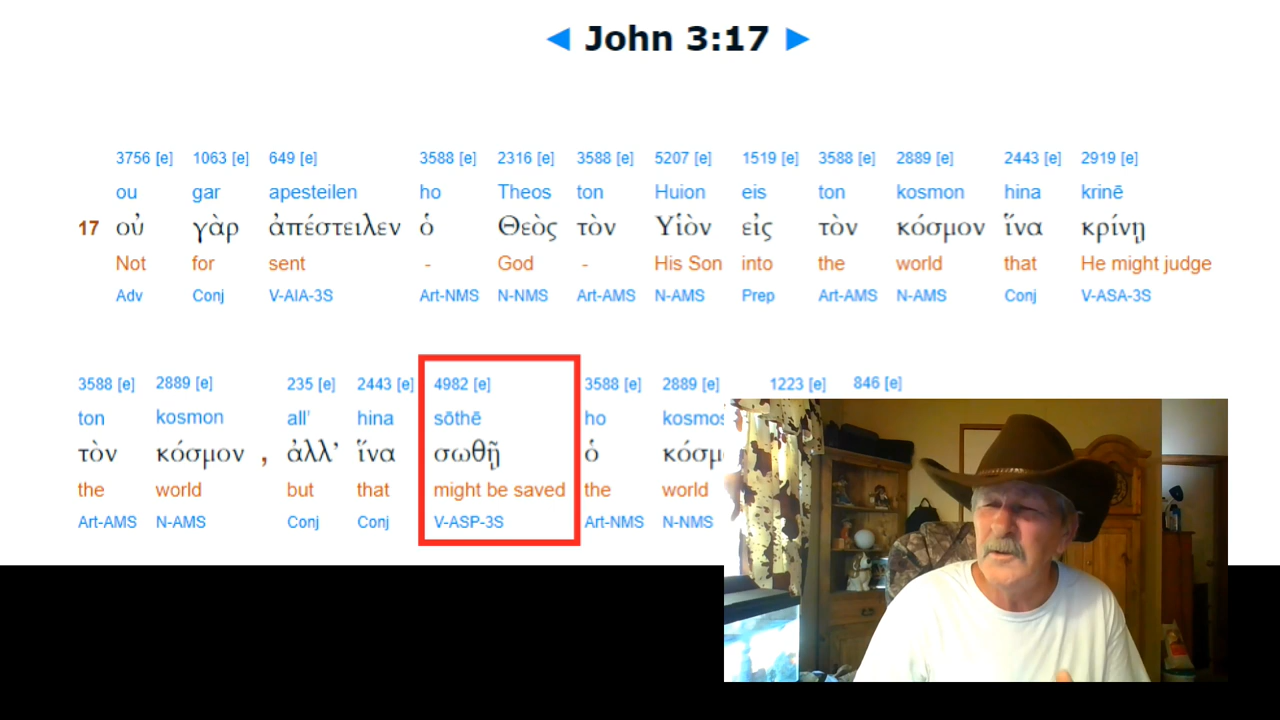 ◄ John 3:17 ►
3756 [e] 1063 [e] 649 [e] 3588 [e] 2316 [e] 3588 [e] 5207 [e] 1519 [e] 3588 [e] 2889 [e] 2443 [e] 2919 [e]
ou gar apesteilen ho Theos ton Huion eis ton kosmon hina krinē
17 οὐ γὰρ ἀπέστειλεν ὁ Θεὸς τὸν Υἱὸν εἰς τὸν κόσμον ἵνα κρίνῃ
Not for sent - God - His Son into the world that He might judge
Adv Conj V-AIA-3S Art-NMS N-NMS Art-AMS N-AMS Prep Art-AMS N-AMS Conj V-ASA-3S
3588 [e] 2889 [e] 235 [e] 2443 [e] 4982 [e] 3588 [e] 2889 [e] 1223 [e] 846 [e]
ton kosmon all’ hina sōthē ho kosmos
τὸν κόσμον , ἀλλ’ ἵνα σωθῇ ὁ κόσμ
the world but that might be saved the world
Art-AMS N-AMS Conj Conj V-ASP-3S Art-NMS N-NMS